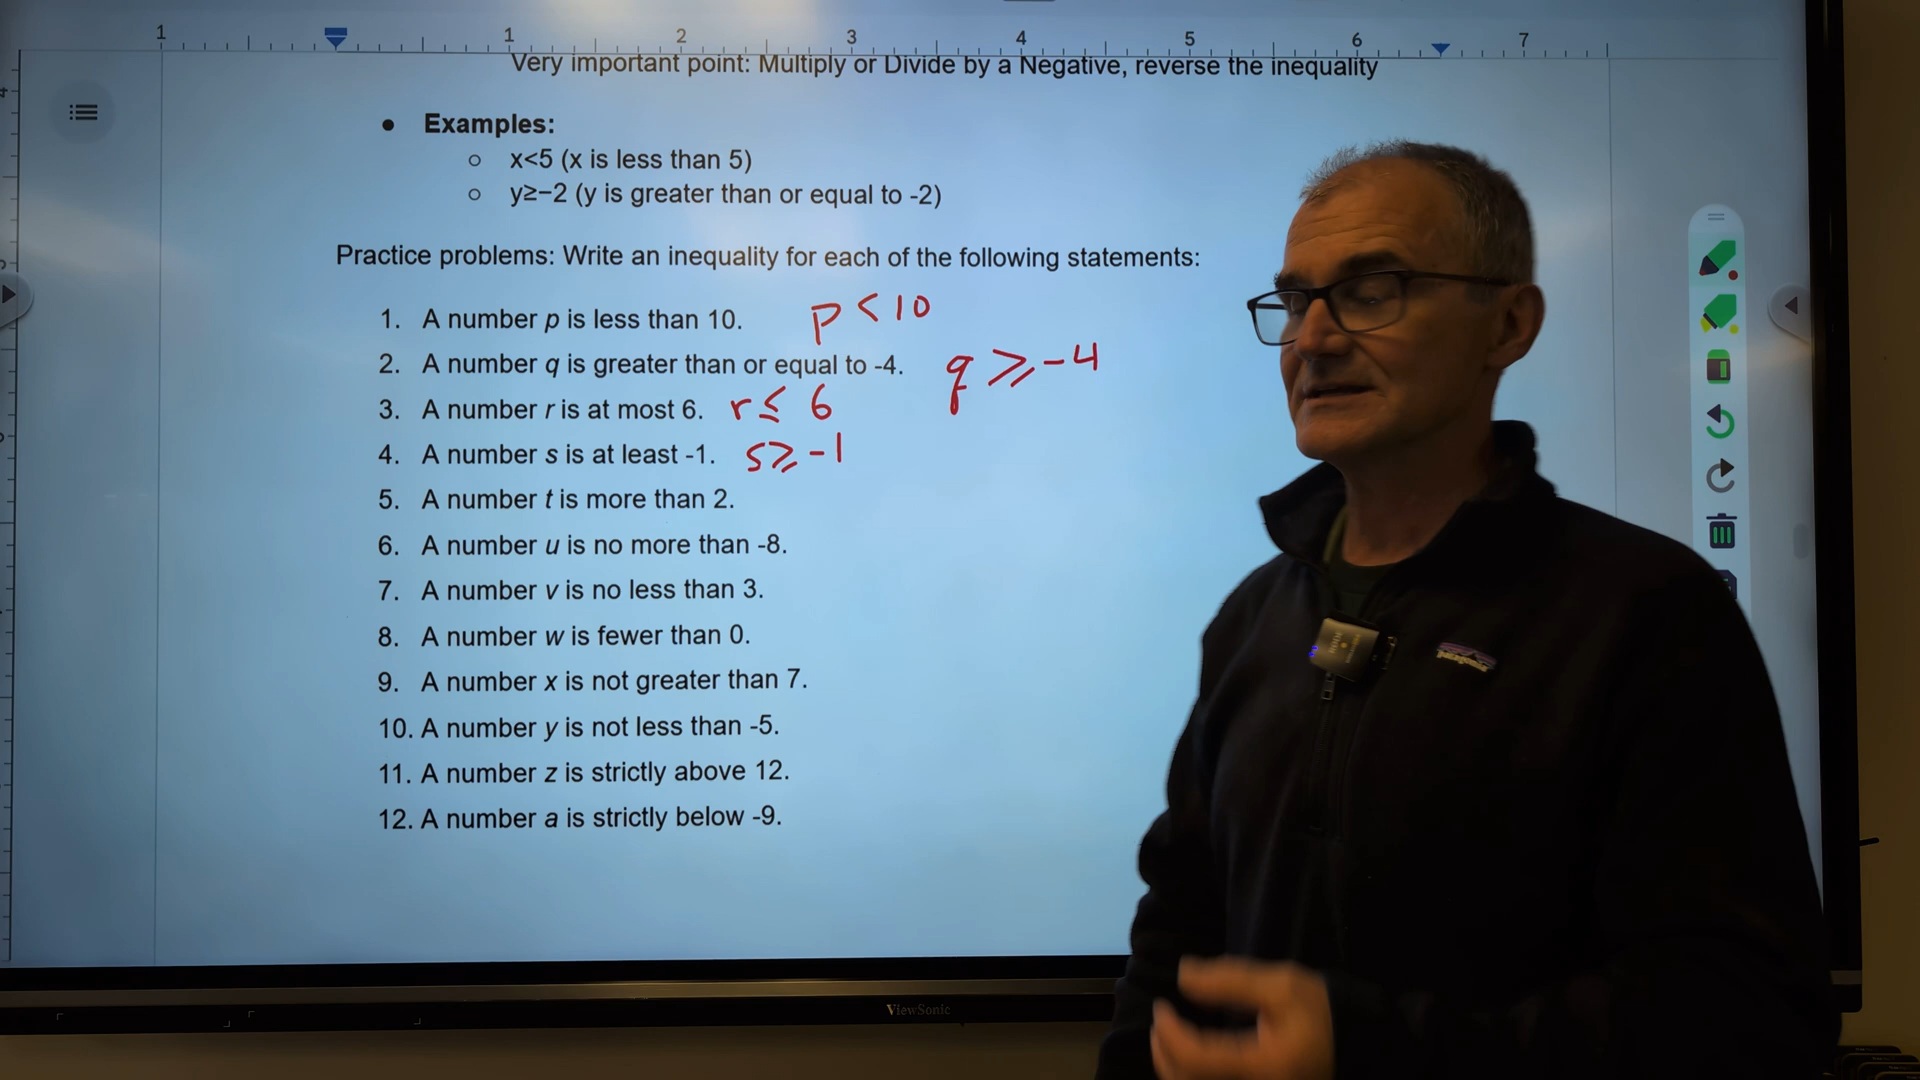 1 1 2 3 4 5 6 7
Very important point: Multiply or Divide by a Negative, reverse the inequality
● Examples:
○ x<5 (x is less than 5)
○ y≥−2 (y is greater than or equal to -2)
Practice problems: Write an inequality for each of the following statements:
1. A number p is less than 10. p < 10
2. A number q is greater than or equal to -4. q ≥ -4
3. A number r is at most 6. r ≤ 6
4. A number s is at least -1. s ≥ -1
5. A number t is more than 2.
6. A number u is no more than -8.
7. A number v is no less than 3.
8. A number w is fewer than 0.
9. A number x is not greater than 7.
10. A number y is not less than -5.
11. A number z is strictly above 12.
12. A number a is strictly below -9.
patagonia
ViewSonic